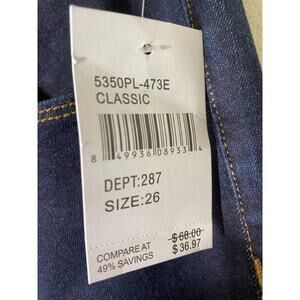 5350PL-473E
CLASSIC
8 49936 08933 4
DEPT:287
SIZE:26
COMPARE AT $68.00
49% SAVINGS $36.97